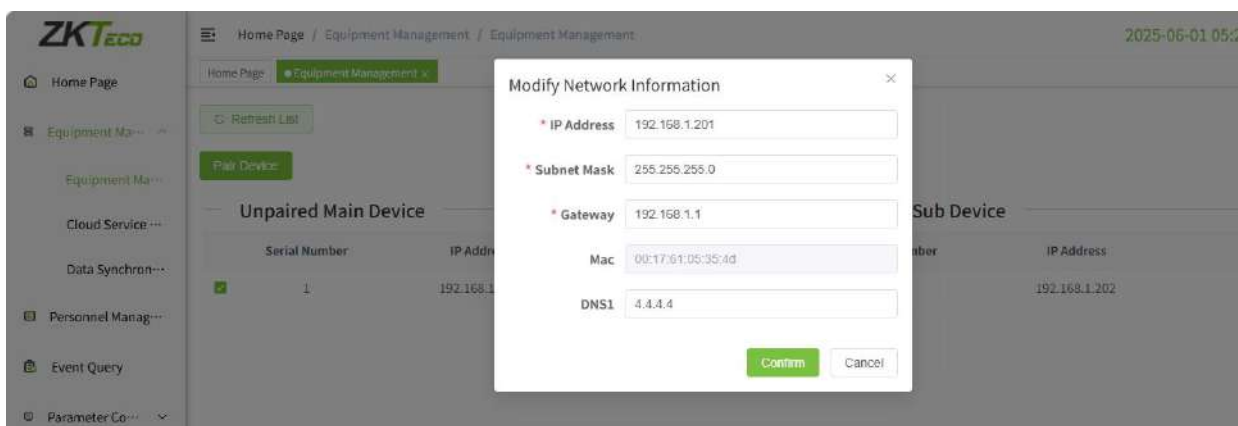 ZKTECO
Home Page / Equipment Management / Equipment Management
2025-06-01 05:2
Home Page
Home Page
Equipment Management ×
Equipment Ma···
Refresh List
Pair Device
Equipment Ma···
Cloud Service ···
Data Synchron···
Personnel Manag···
Event Query
Parameter Co···
Unpaired Main Device
Sub Device
Serial Number
IP Addre
mber
IP Address
1
192.168.1
192.168.1.202
Modify Network Information
* IP Address 192.168.1.201
* Subnet Mask 255.255.255.0
* Gateway 192.168.1.1
Mac 00:17:61:05:35:4d
DNS1 4.4.4.4
Confirm
Cancel